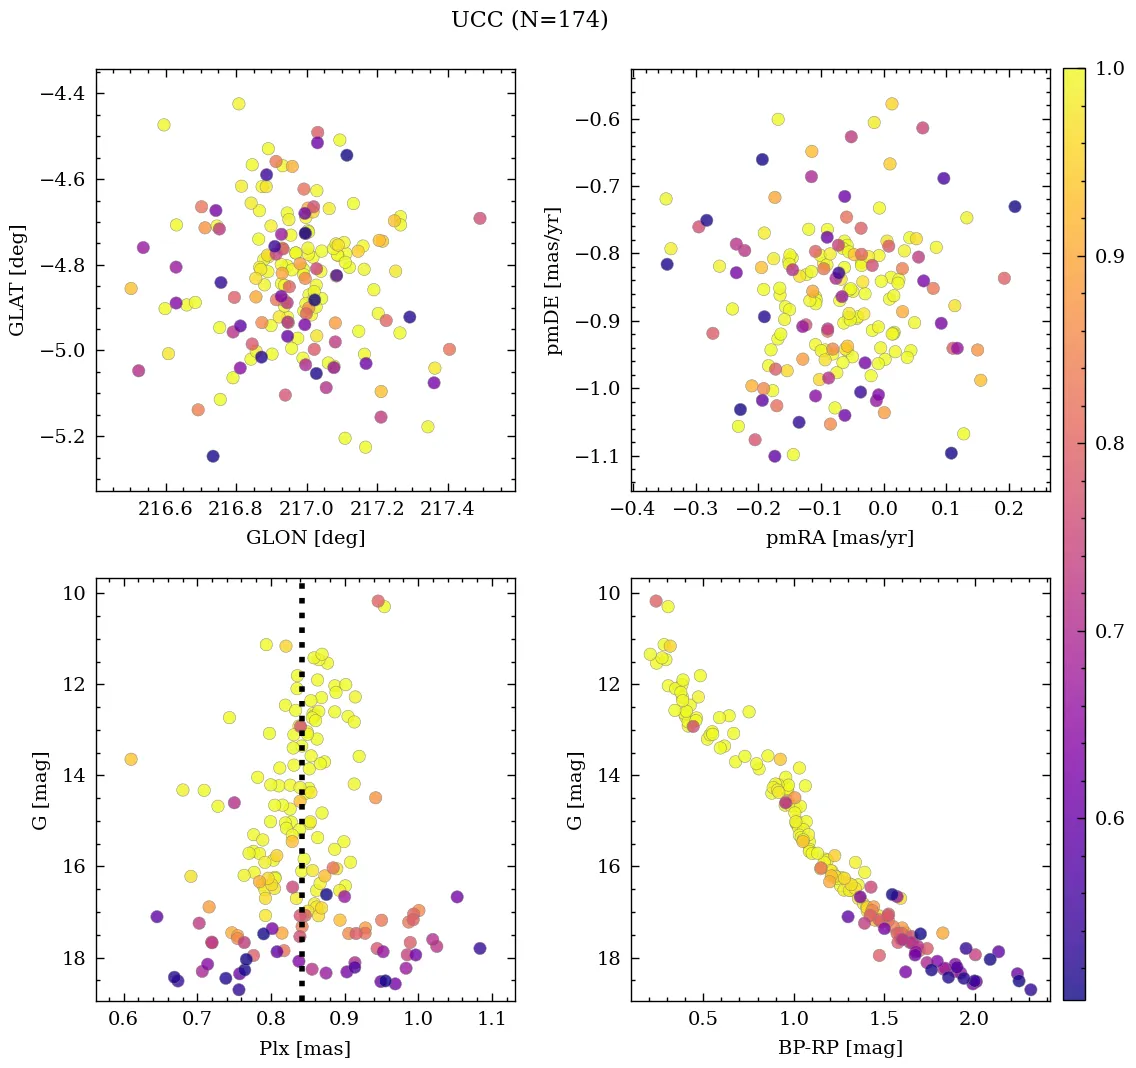 UCC (N=174)
−4.4
−4.6
−4.8
−5.0
−5.2
GLAT [deg]
216.6 216.8 217.0 217.2 217.4
GLON [deg]
−0.6
−0.7
−0.8
−0.9
−1.0
−1.1
pmDE [mas/yr]
−0.4 −0.3 −0.2 −0.1 0.0 0.1 0.2
pmRA [mas/yr]
1.0
0.9
0.8
0.7
0.6
10
12
14
16
18
G [mag]
0.6 0.7 0.8 0.9 1.0 1.1
Plx [mas]
10
12
14
16
18
G [mag]
0.5 1.0 1.5 2.0
BP-RP [mag]